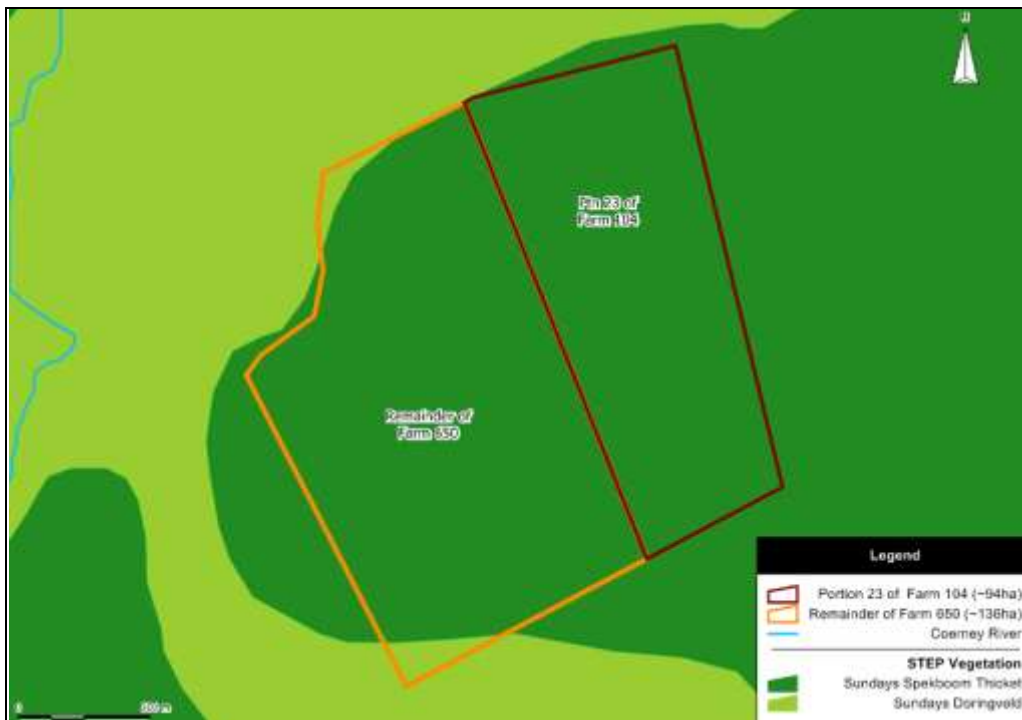 N
Ptn 23 of
Farm 104
Remainder of
Farm 650
Legend
Portion 23 of Farm 104 (~94ha)
Remainder of Farm 650 (~136ha)
Coerney River
STEP Vegetation
Sundays Spekboom Thicket
Sundays Doringveld
0